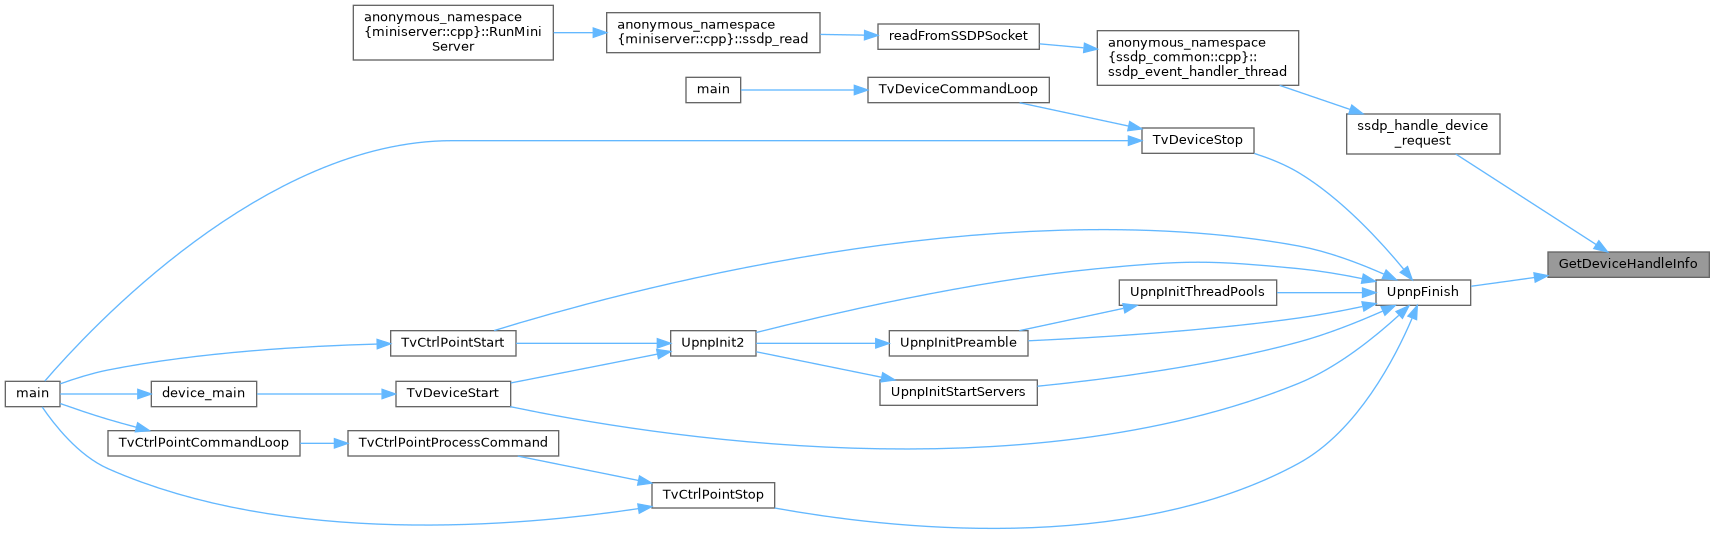 anonymous_namespace
{miniserver::cpp}::RunMini
Server
anonymous_namespace
{miniserver::cpp}::ssdp_read
readFromSSDPSocket
anonymous_namespace
{ssdp_common::cpp}::
ssdp_event_handler_thread
main
TvDeviceCommandLoop
ssdp_handle_device
_request
TvDeviceStop
GetDeviceHandleInfo
UpnpInitThreadPools
UpnpFinish
TvCtrlPointStart
UpnpInit2
UpnpInitPreamble
main
device_main
TvDeviceStart
UpnpInitStartServers
TvCtrlPointCommandLoop
TvCtrlPointProcessCommand
TvCtrlPointStop